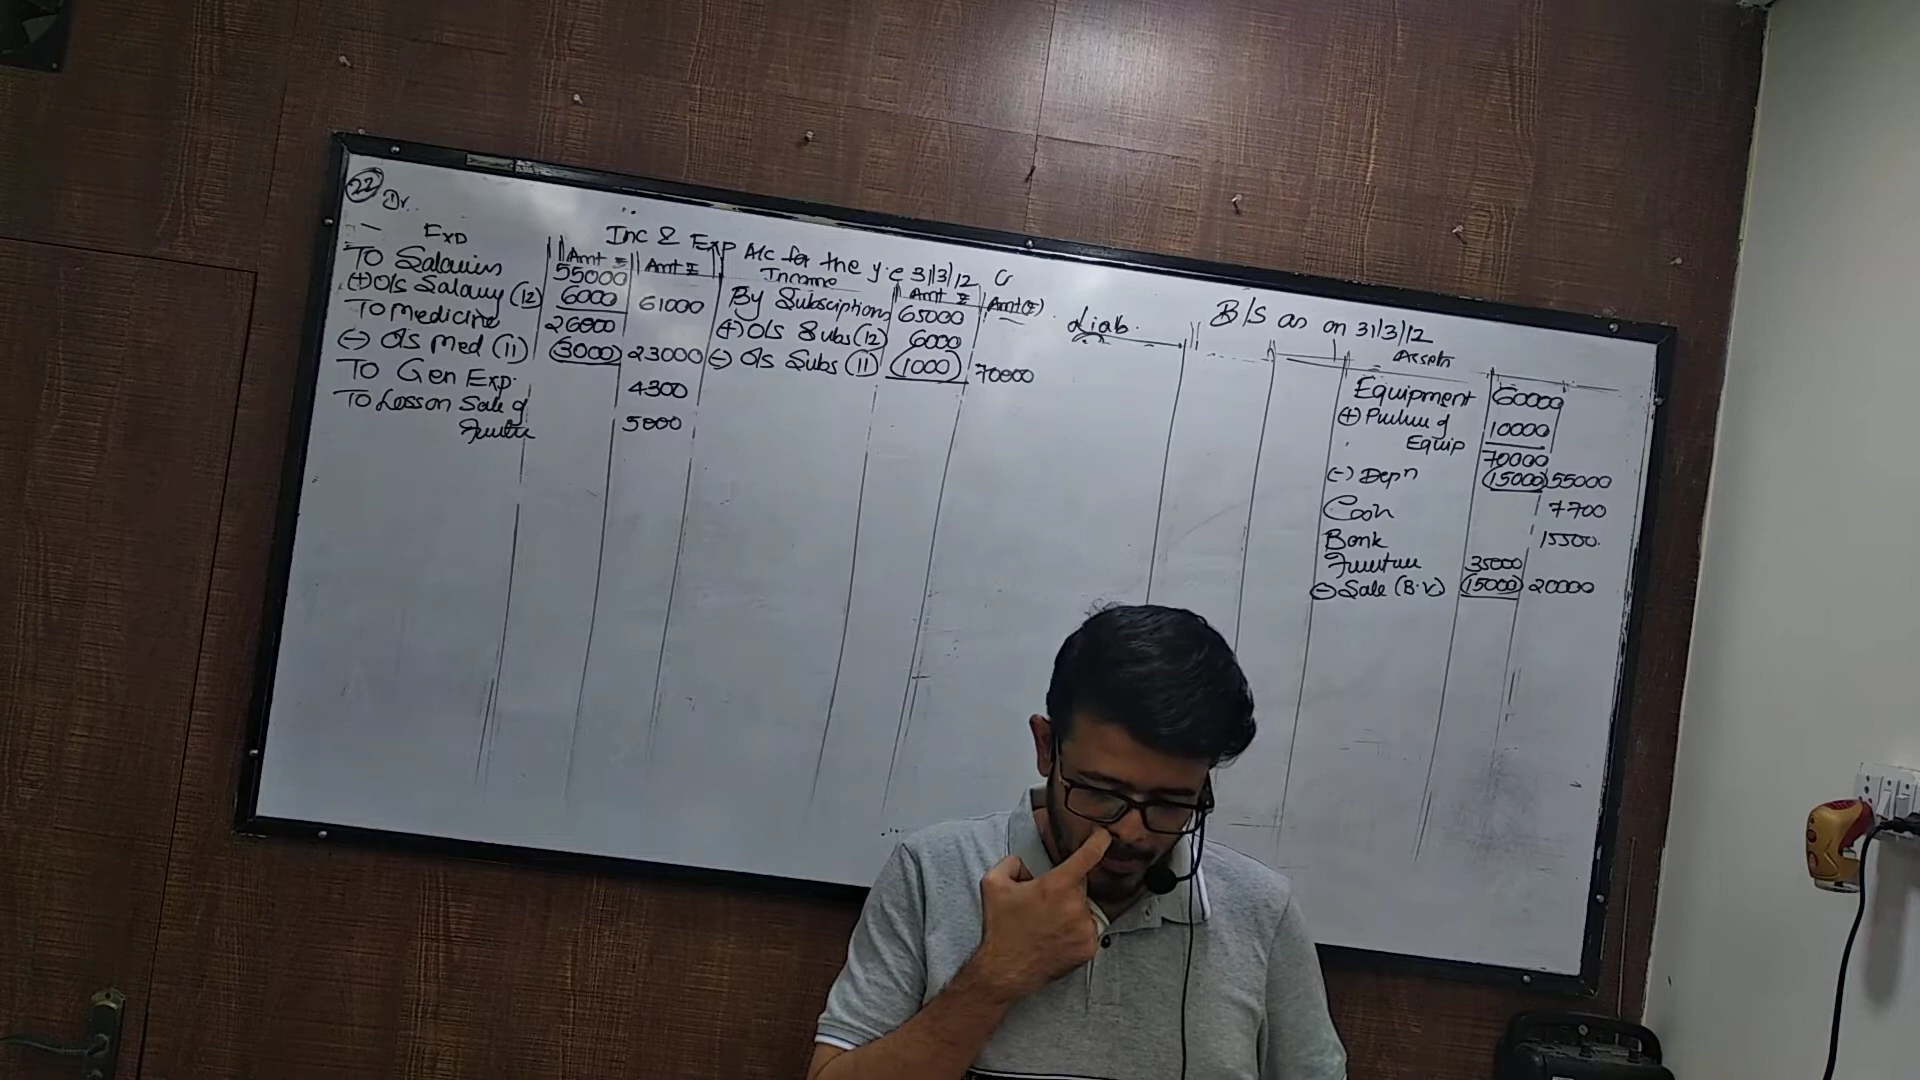 22 Dr.
Inc & Exp A/c for the y.e 31/3/12 Cr
Exp Amt ₹ Amt ₹ Income Amt ₹ Amt (₹)
To Salaries 55000 By Subsciptions 65000
(+) O/s Salary (12) 6000 61000 (+) O/s Subs (12) 6000
To Medicine 26000 (-) O/s Subs (11) (1000) 70000
(-) O/s Med (11) (3000) 23000
To Gen Exp. 4300
To Loss on Sale of
5000
B/S as on 31/3/12
Liab. Assets
Equipment 60000
(+) of
Equip 10000
70000
(-) Depn (15000) 55000
Cash 7700
Bank 15500
Furniture 35000
(-) Sale (B.V) (15000) 20000